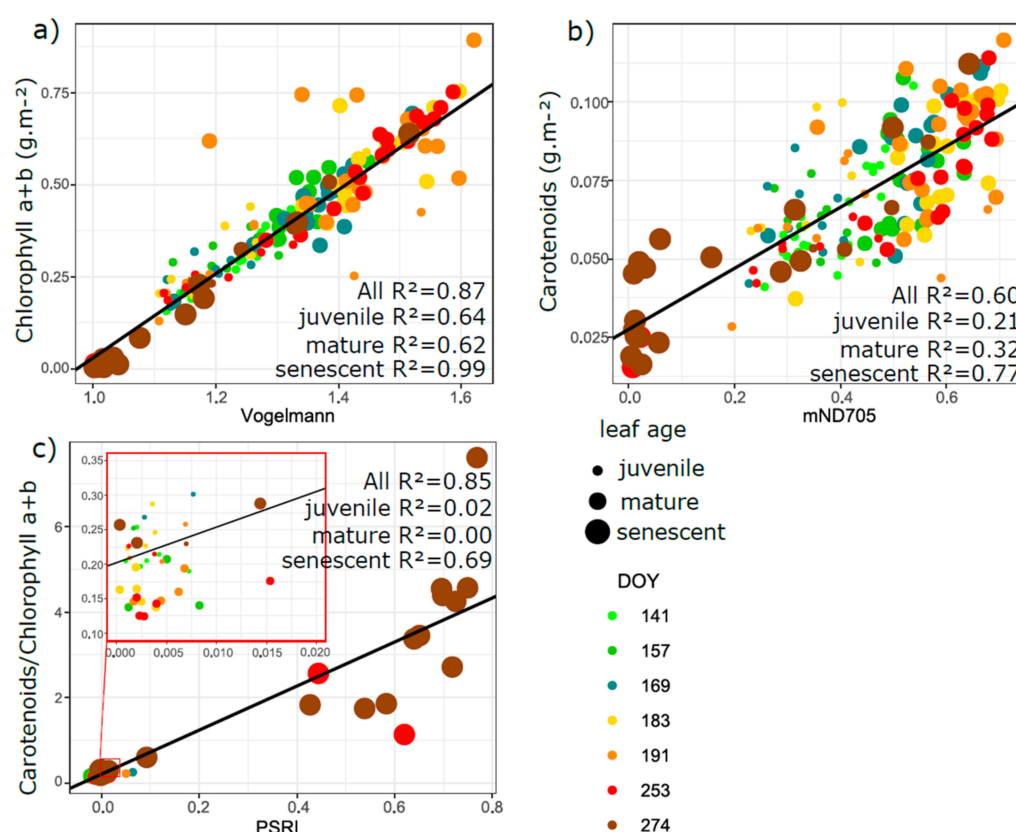 a)
Chlorophyll a+b (g.m⁻²)
0.75
0.50
0.25
0.00
All R²=0.87
juvenile R²=0.64
mature R²=0.62
senescent R²=0.99
1.0
1.2
1.4
1.6
Vogelmann
b)
Carotenoids (g.m⁻²)
0.100
0.075
0.050
0.025
All R²=0.60
juvenile R²=0.21
mature R²=0.32
senescent R²=0.77
0.0
0.2
0.4
0.6
mND705
c)
Carotenoids/Chlorophyll a+b
6
4
2
0
0.35
0.30
0.25
0.20
0.15
0.10
0.000
0.005
0.010
0.015
0.020
All R²=0.85
juvenile R²=0.02
mature R²=0.00
senescent R²=0.69
0.0
0.2
0.4
0.6
0.8
PSRI
leaf age
juvenile
mature
senescent
DOY
141
157
169
183
191
253
274